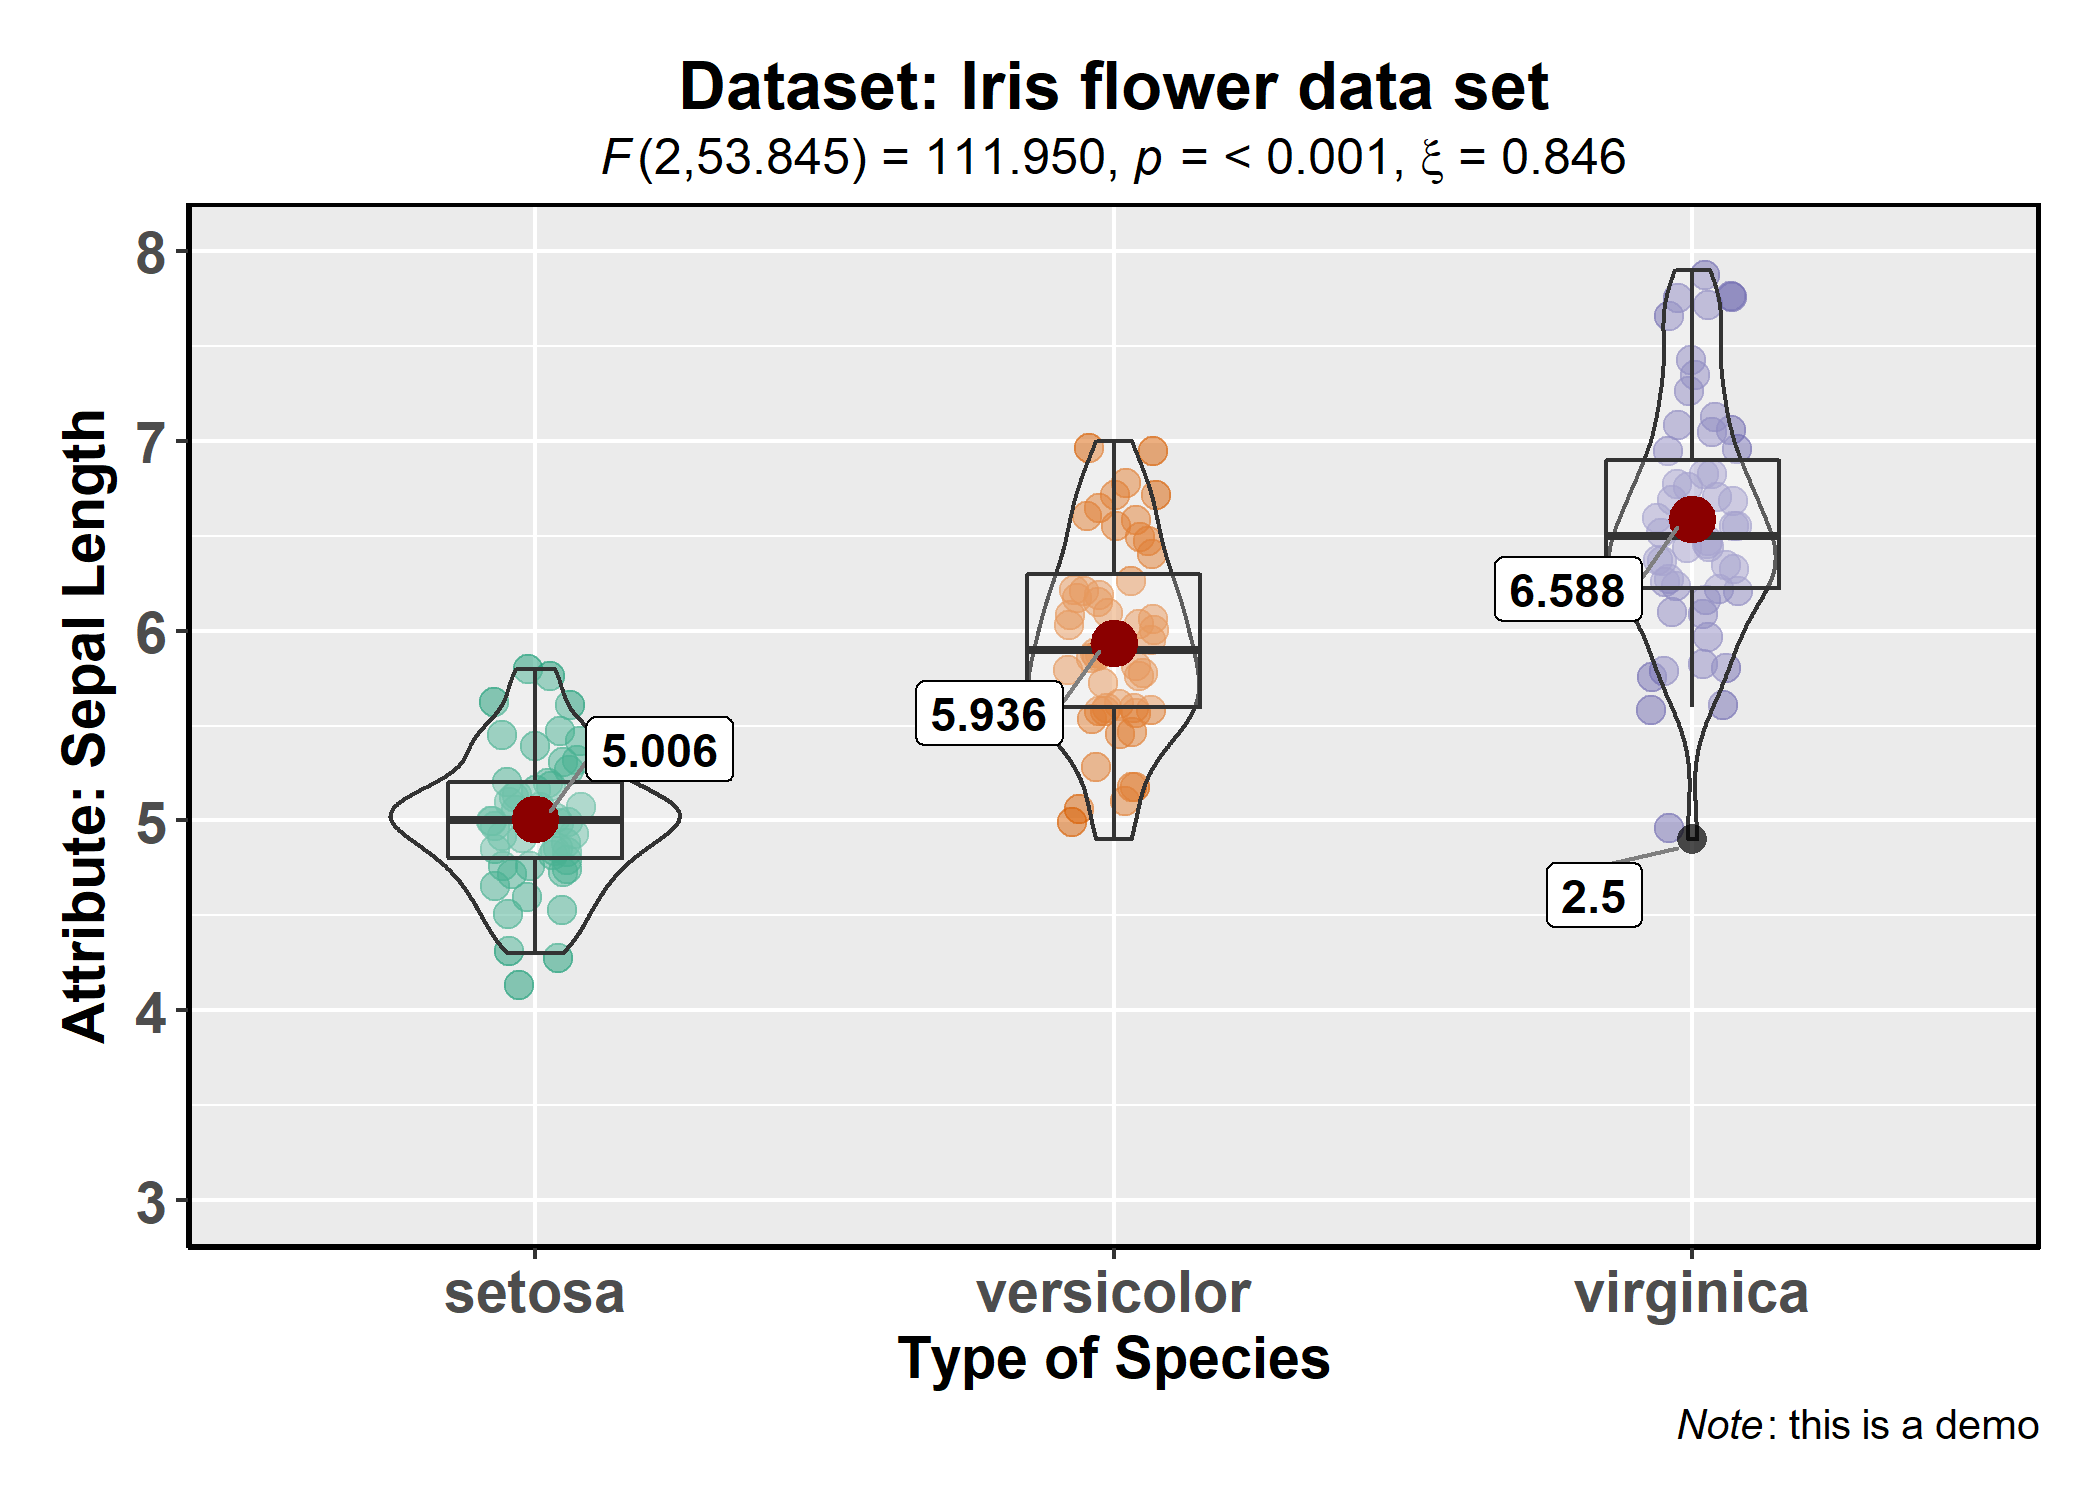 Dataset: Iris flower data set
F(2,53.845) = 111.950, p = < 0.001, ξ = 0.846
Attribute: Sepal Length
8
7
6
5
4
3
5.006
5.936
6.588
2.5
setosa
versicolor
virginica
Type of Species
Note: this is a demo